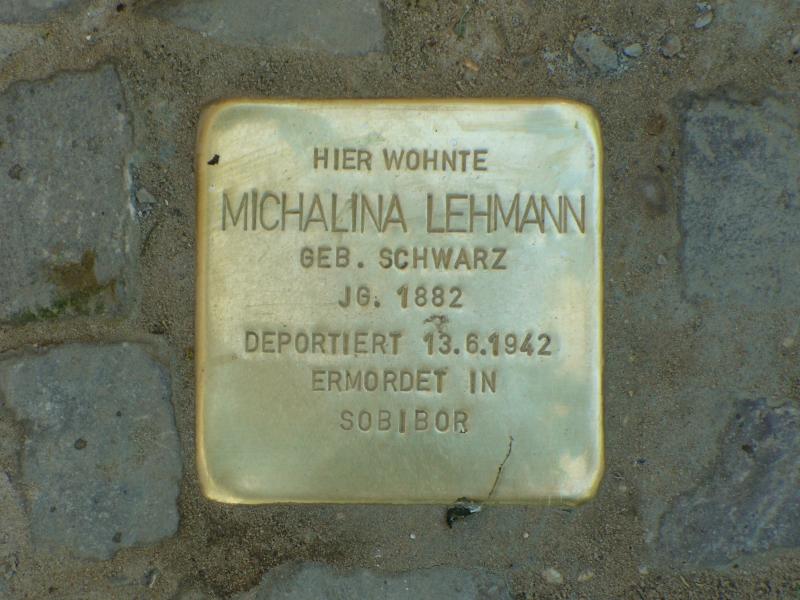 HIER WOHNTE
MICHALINA LEHMANN
GEB. SCHWARZ
JG. 1882
DEPORTIERT 13.6.1942
ERMORDET IN
SOBIBOR